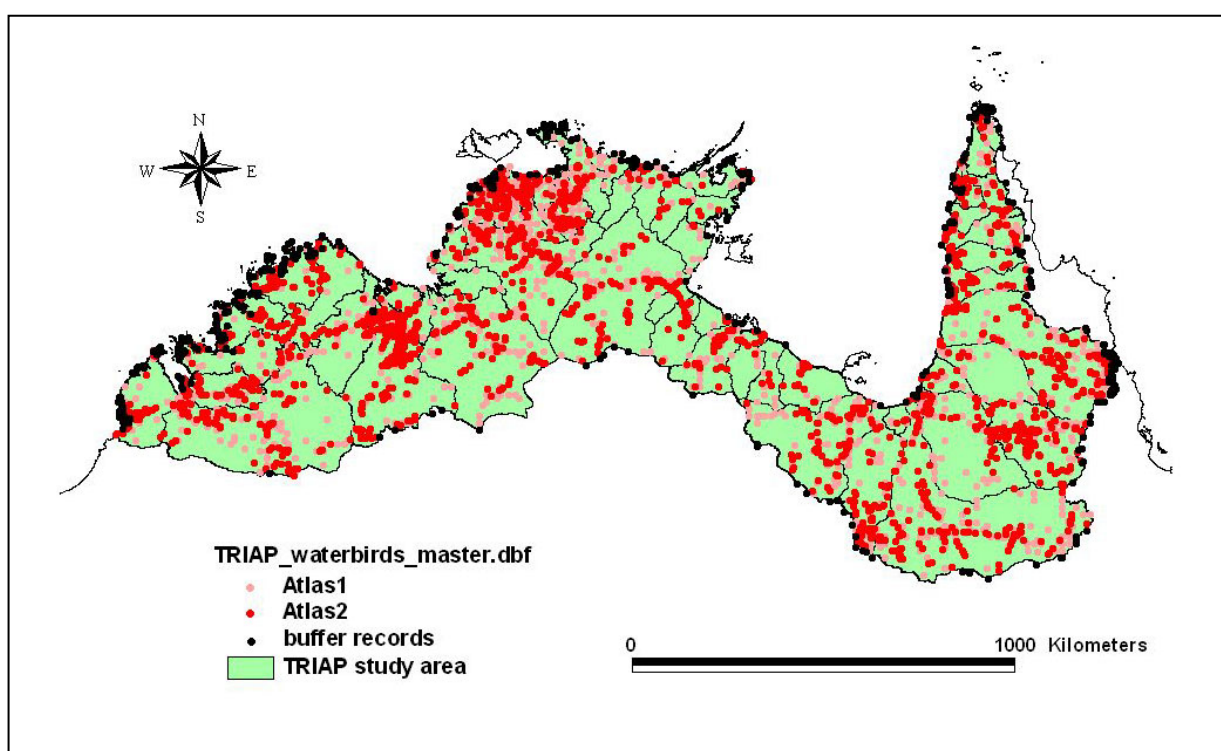 N
W E
S
TRIAP_waterbirds_master.dbf
Atlas1
Atlas2
buffer records
TRIAP study area
0 1000 Kilometers